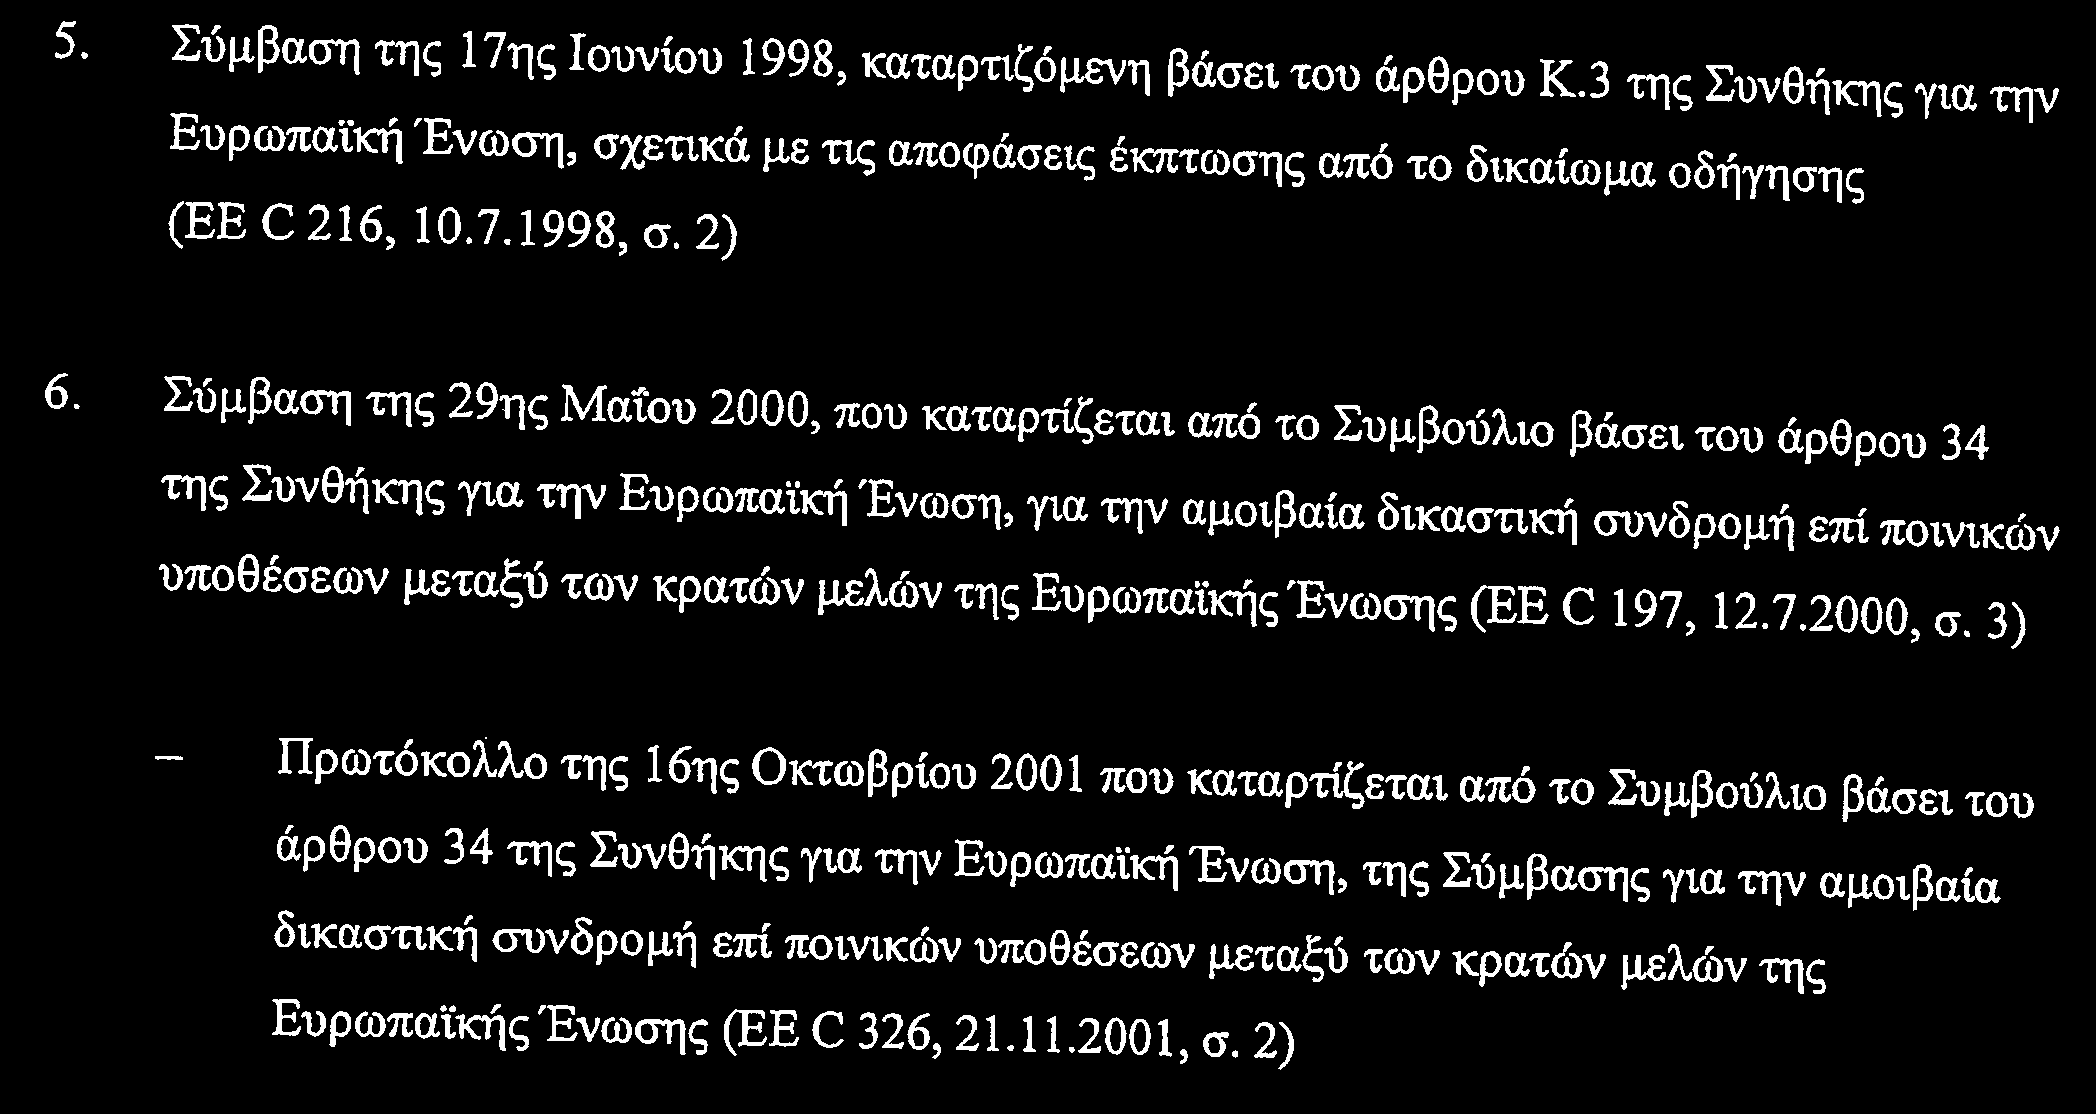 5. Σύμβαση της 17ης Ιουνίου 1998, καταρτιζόμενη βάσει του άρθρου Κ.3 της Συνθήκης για την
Ευρωπαϊκή Ένωση, σχετικά με τις αποφάσεις έκπτωσης από το δικαίωμα οδήγησης
(ΕΕ C 216, 10.7.1998, σ. 2)
6. Σύμβαση της 29ης Μαΐου 2000, που καταρτίζεται από το Συμβούλιο βάσει του άρθρου 34
της Συνθήκης για την Ευρωπαϊκή Ένωση, για την αμοιβαία δικαστική συνδρομή επί ποινικών
υποθέσεων μεταξύ των κρατών μελών της Ευρωπαϊκής Ένωσης (ΕΕ C 197, 12.7.2000, σ. 3)
– Πρωτόκολλο της 16ης Οκτωβρίου 2001 που καταρτίζεται από το Συμβούλιο βάσει του
άρθρου 34 της Συνθήκης για την Ευρωπαϊκή Ένωση, της Σύμβασης για την αμοιβαία
δικαστική συνδρομή επί ποινικών υποθέσεων μεταξύ των κρατών μελών της
Ευρωπαϊκής Ένωσης (ΕΕ C 326, 21.11.2001, σ. 2)